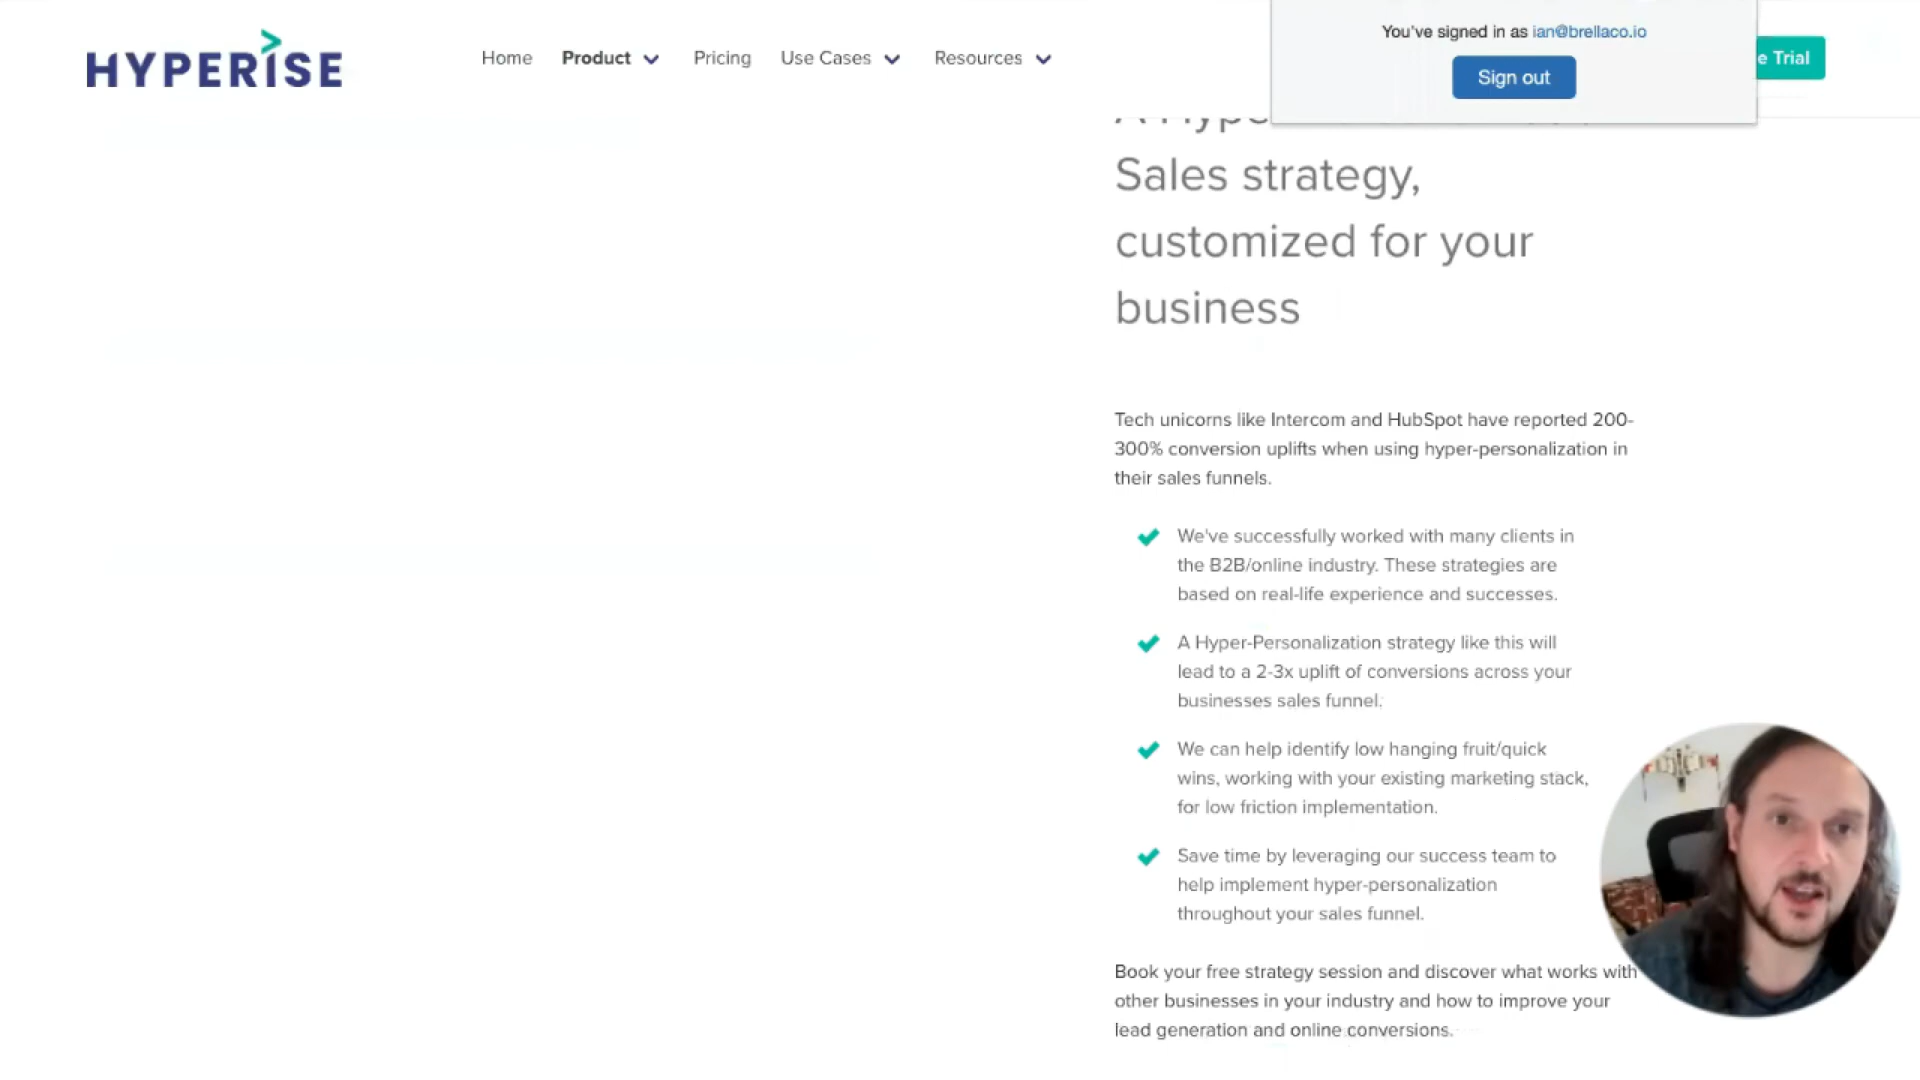 HYPERISE
Home
Product
Pricing
Use Cases
Resources
You've signed in as ian@brellaco.io
Sign out
e Trial
Sales strategy,
customized for your
business
Tech unicorns like Intercom and HubSpot have reported 200-
300% conversion uplifts when using hyper-personalization in
their sales funnels.
We've successfully worked with many clients in
the B2B/online industry. These strategies are
based on real-life experience and successes.
A Hyper-Personalization strategy like this will
lead to a 2-3x uplift of conversions across your
businesses sales funnel.
We can help identify low hanging fruit/quick
wins, working with your existing marketing stack,
for low friction implementation.
Save time by leveraging our success team to
help implement hyper-personalization
throughout your sales funnel.
Book your free strategy session and discover what works with
other businesses in your industry and how to improve your
lead generation and online conversions.